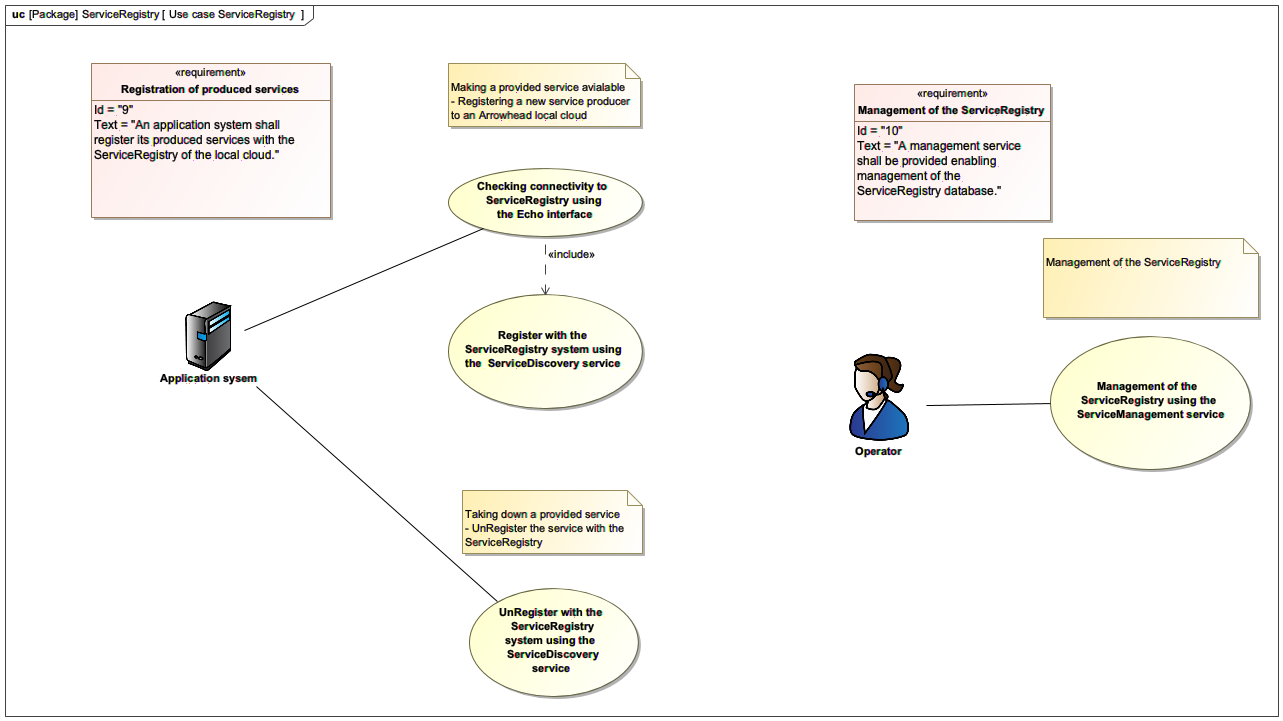 uc [Package] ServiceRegistry [ Use case ServiceRegistry ]
«requirement»
Registration of produced services
Id = "9"
Text = "An application system shall
register its produced services with the
ServiceRegistry of the local cloud."
Making a provided service avialable
- Registering a new service producer
to an Arrowhead local cloud
«requirement»
Management of the ServiceRegistry
Id = "10"
Text = "A management service
shall be provided enabling
management of the
ServiceRegistry database."
Checking connectivity to
ServiceRegistry using
the Echo interface
«include»
Management of the ServiceRegistry
Register with the
ServiceRegistry system using
the ServiceDiscovery service
Application sysem
Management of the
ServiceRegistry using the
ServiceManagement service
Operator
Taking down a provided service
- UnRegister the service with the
ServiceRegistry
UnRegister with the
ServiceRegistry
system using the
ServiceDiscovery
service